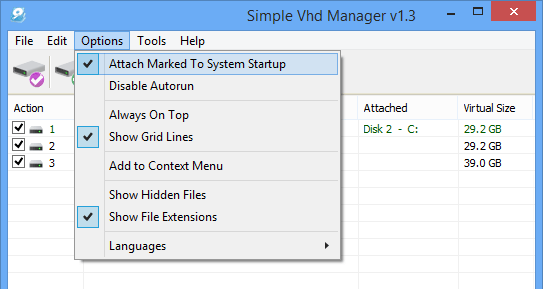 Simple Vhd Manager v1.3
File Edit Options Tools Help
Attach Marked To System Startup
Disable Autorun
Always On Top
Show Grid Lines
Add to Context Menu
Show Hidden Files
Show File Extensions
Languages
Action Attached Virtual Size
1 Disk 2 - C: 29.2 GB
2 29.2 GB
3 39.0 GB